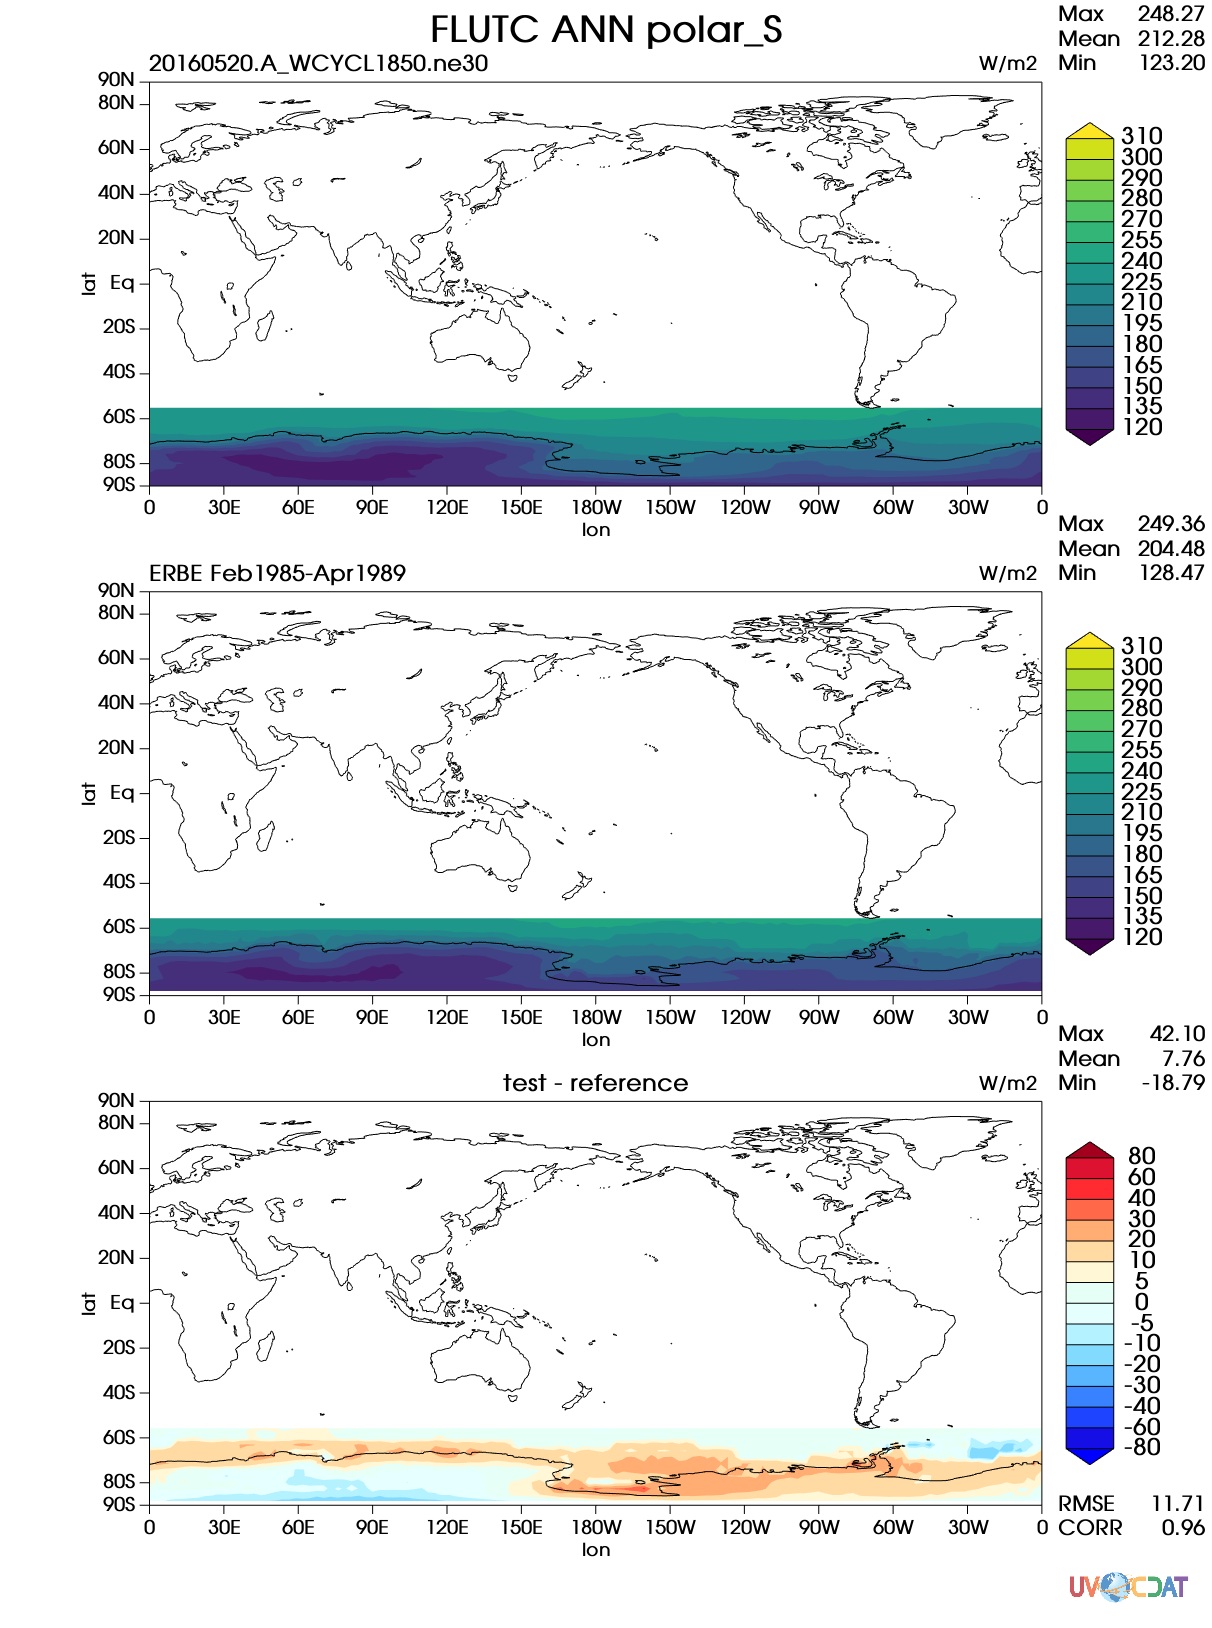 FLUTC ANN polar_S
20160520.A_WCYCL1850.ne30
W/m2
Max 248.27
Mean 212.28
Min 123.20
90N
80N
60N
40N
20N
Eq
20S
40S
60S
80S
90S
lat
0 30E 60E 90E 120E 150E 180W 150W 120W 90W 60W 30W 0
lon
310
300
290
280
270
255
240
225
210
195
180
165
150
135
120
ERBE Feb1985-Apr1989
W/m2
Max 249.36
Mean 204.48
Min 128.47
90N
80N
60N
40N
20N
Eq
20S
40S
60S
80S
90S
lat
0 30E 60E 90E 120E 150E 180W 150W 120W 90W 60W 30W 0
lon
310
300
290
280
270
255
240
225
210
195
180
165
150
135
120
test - reference
W/m2
Max 42.10
Mean 7.76
Min -18.79
90N
80N
60N
40N
20N
Eq
20S
40S
60S
80S
90S
lat
0 30E 60E 90E 120E 150E 180W 150W 120W 90W 60W 30W 0
lon
80
60
40
30
20
10
5
0
-5
-10
-20
-30
-40
-60
-80
RMSE 11.71
CORR 0.96
UV CDAT